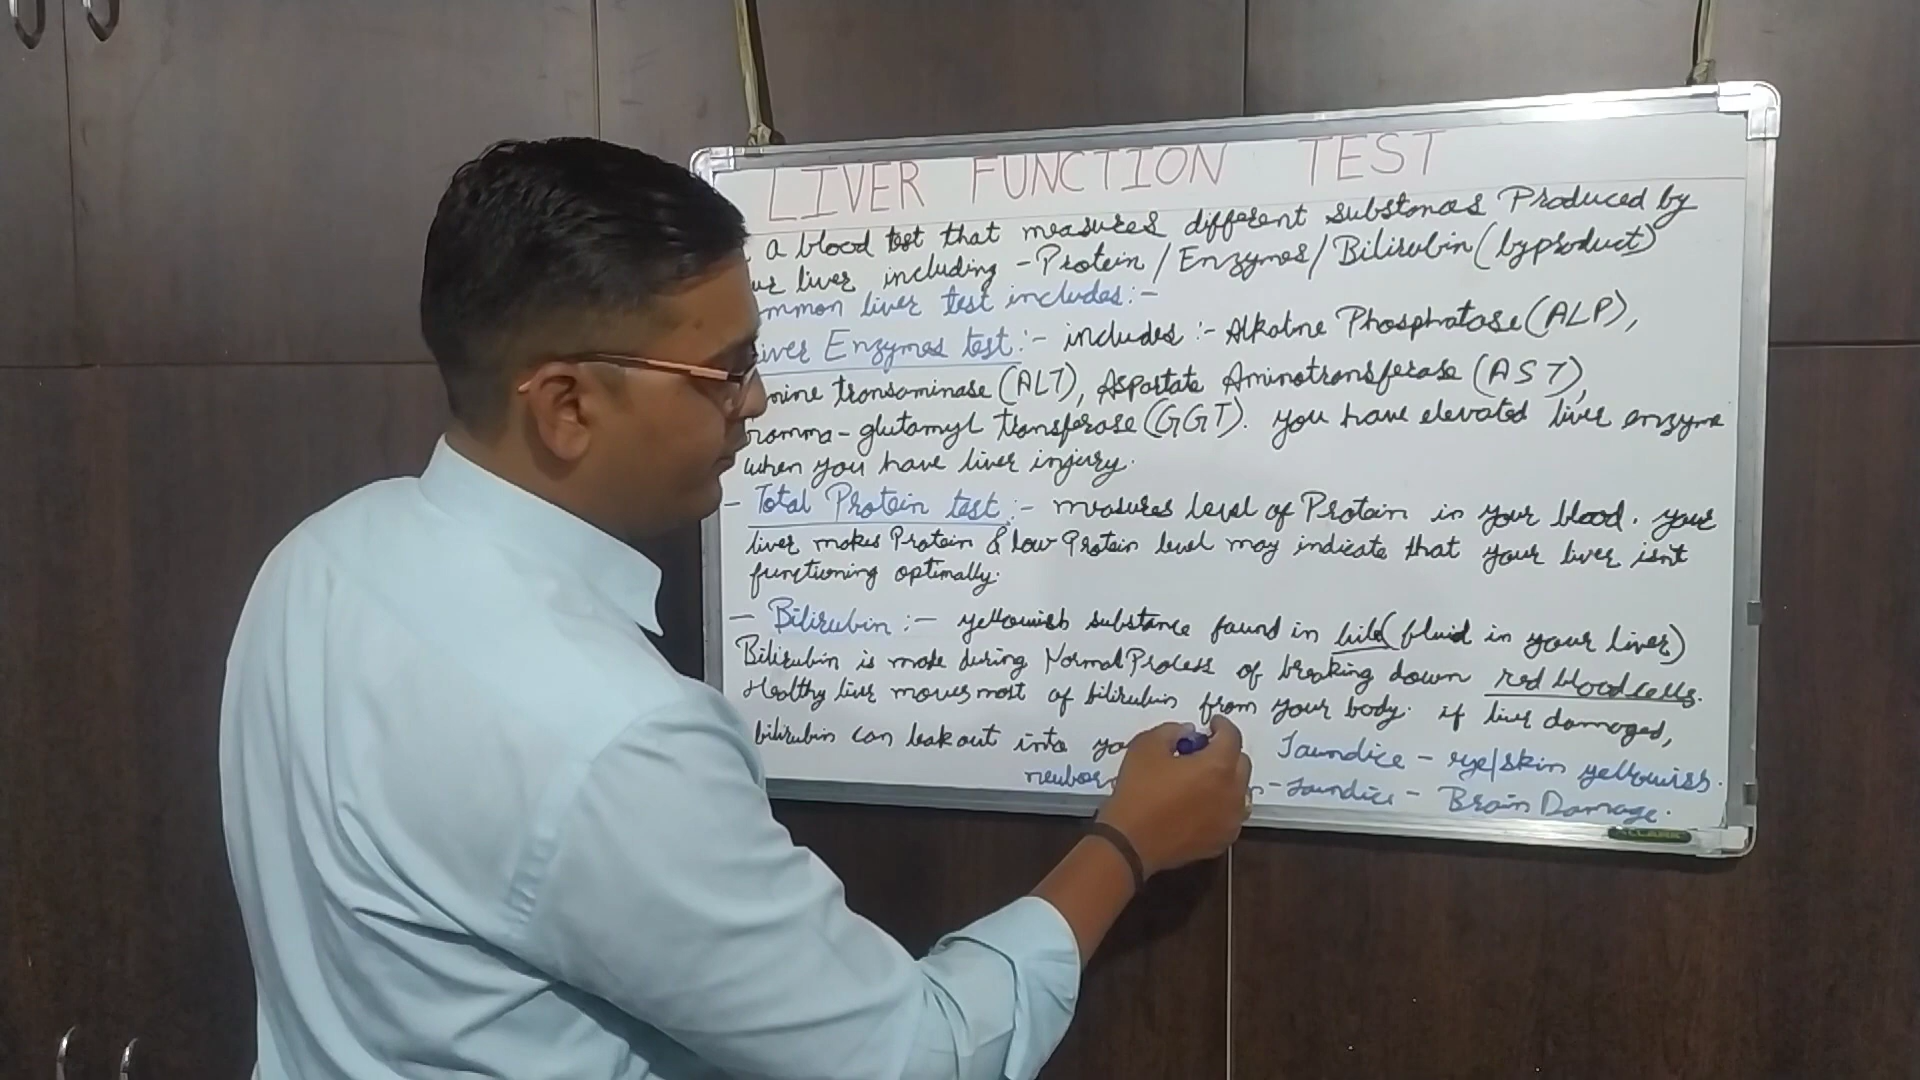 LIVER FUNCTION TEST
a blood test that measures different substances Produced by
liver including - Protein / Enzymes / Bilirubin (byproduct)
mmon liver test includes:-
iver Enzymes test:- includes:- Alkaline Phosphatase (ALP),
nine transaminase (ALT), Aspartate Aminotransferase (AST),
amma-glutamyl transferase (GGT). you have elevated liver enzyme
when you have liver injury.
- Total Protein test:- measures level of Protein in your blood. your
liver makes Protein & low Protein level may indicate that your liver isn't
functioning optimally.
- Bilirubin:- yellowish substance found in bile (fluid in your liver)
Bilirubin is made during Normal Process of breaking down red blood cells.
Healthy liver moves most of bilirubin from your body. if liver damaged,
bilirubin can leak out into yo Jaundice - eye/skin yellowish.
newbor n - Jaundice - Brain Damage.